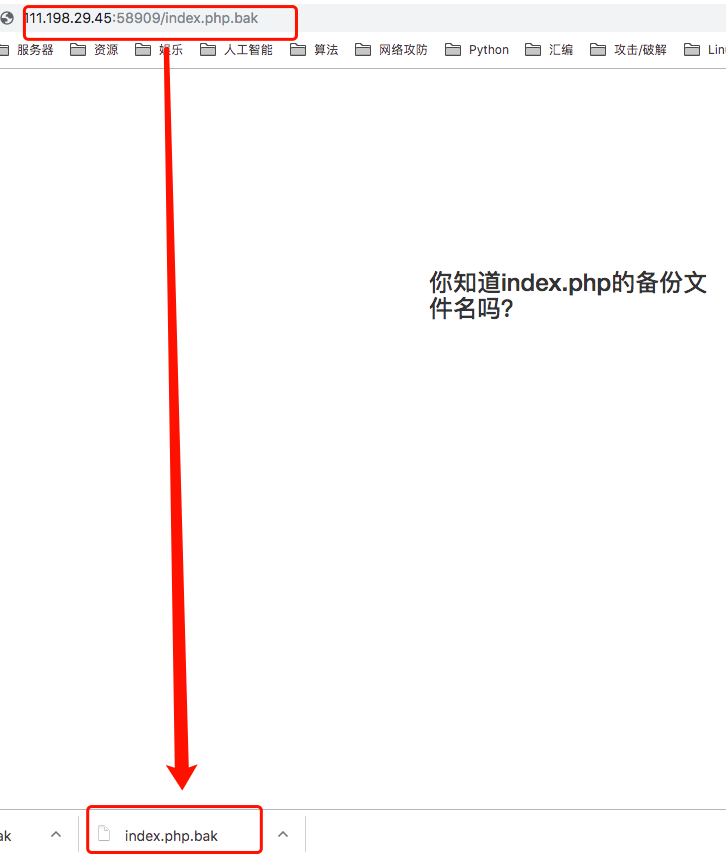 111.198.29.45:58909/index.php.bak
服务器 资源 娱乐 人工智能 算法 网络攻防 Python 汇编 攻击/破解 Lin
你知道index.php的备份文
件名吗?
ak index.php.bak